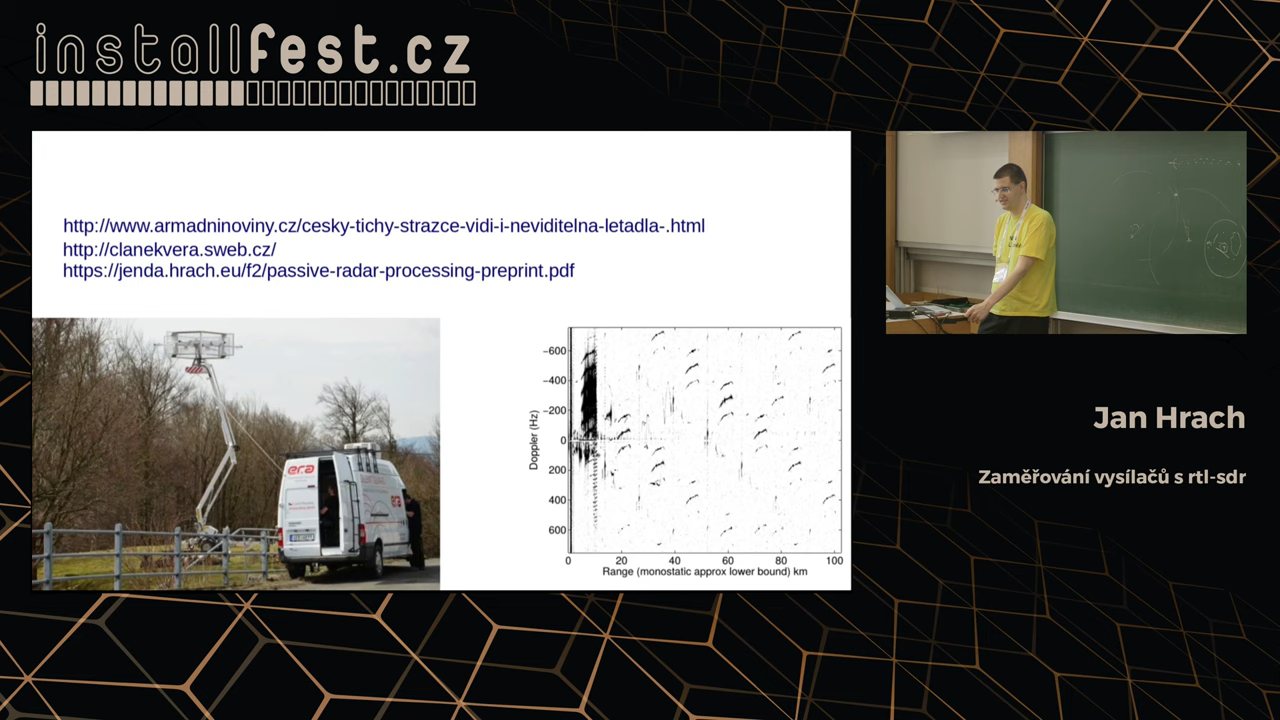 installfest.cz
http://www.armadninoviny.cz/cesky-tichy-strazce-vidi-i-neviditelna-letadla-.html
http://clanekvera.sweb.cz/
https://jenda.hrach.eu/f2/passive-radar-processing-preprint.pdf
era
era
−600
−400
−200
0
200
400
600
Doppler (Hz)
0 20 40 60 80 100
Range (monostatic approx lower bound) km
Jan Hrach
Zaměřování vysílačů s rtl-sdr